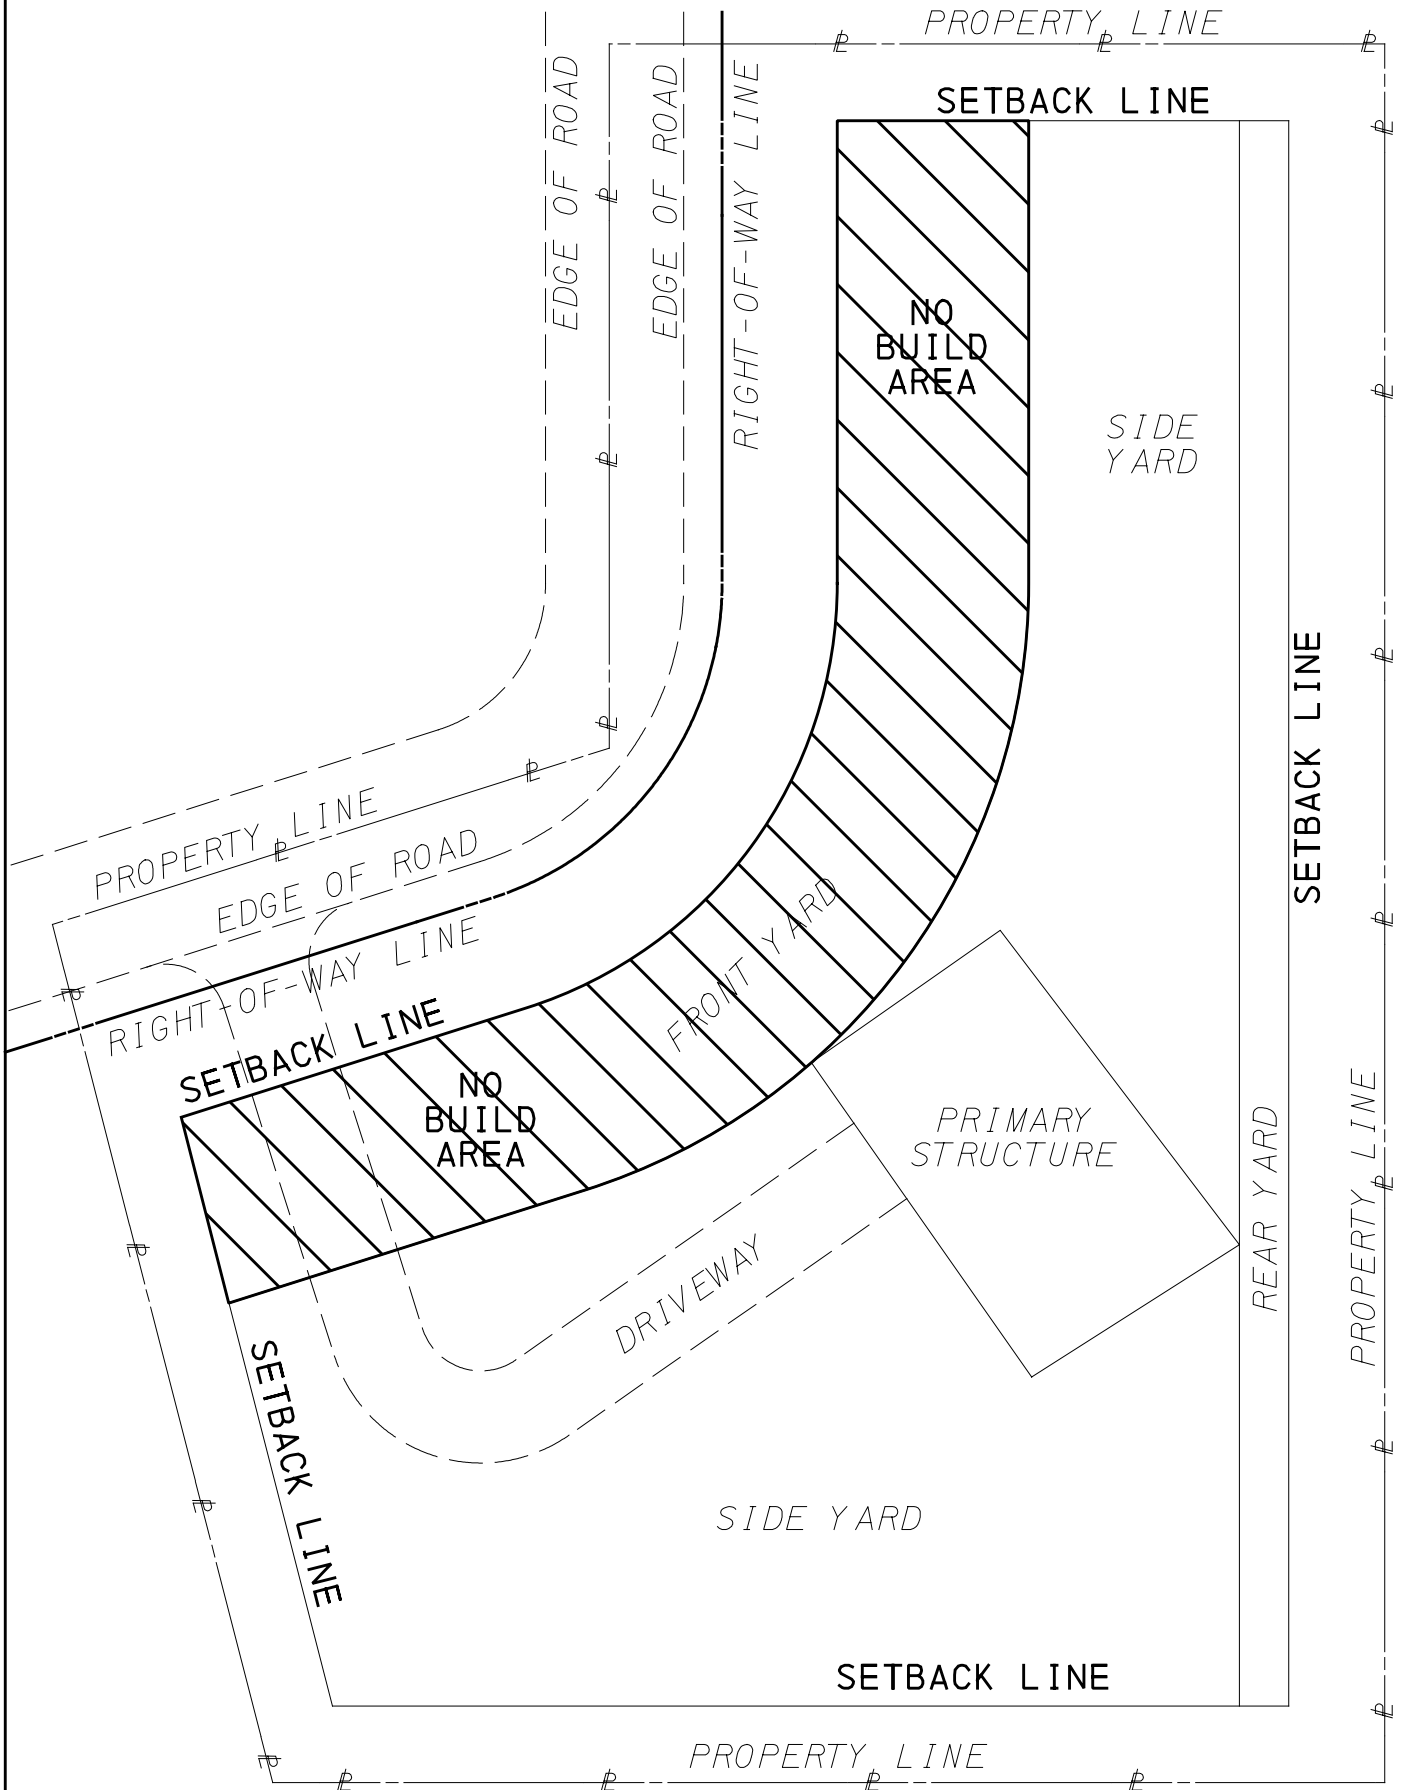 PROPERTY LINE
SETBACK LINE
EDGE OF ROAD
EDGE OF ROAD
RIGHT-OF-WAY LINE
NO
BUILD
AREA
SIDE
YARD
SETBACK LINE
PROPERTY LINE
EDGE OF ROAD
RIGHT-OF-WAY LINE
FRONT YARD
SETBACK LINE
NO
BUILD
AREA
PRIMARY
STRUCTURE
REAR YARD
PROPERTY LINE
DRIVEWAY
SETBACK LINE
SIDE YARD
SETBACK LINE
PROPERTY LINE